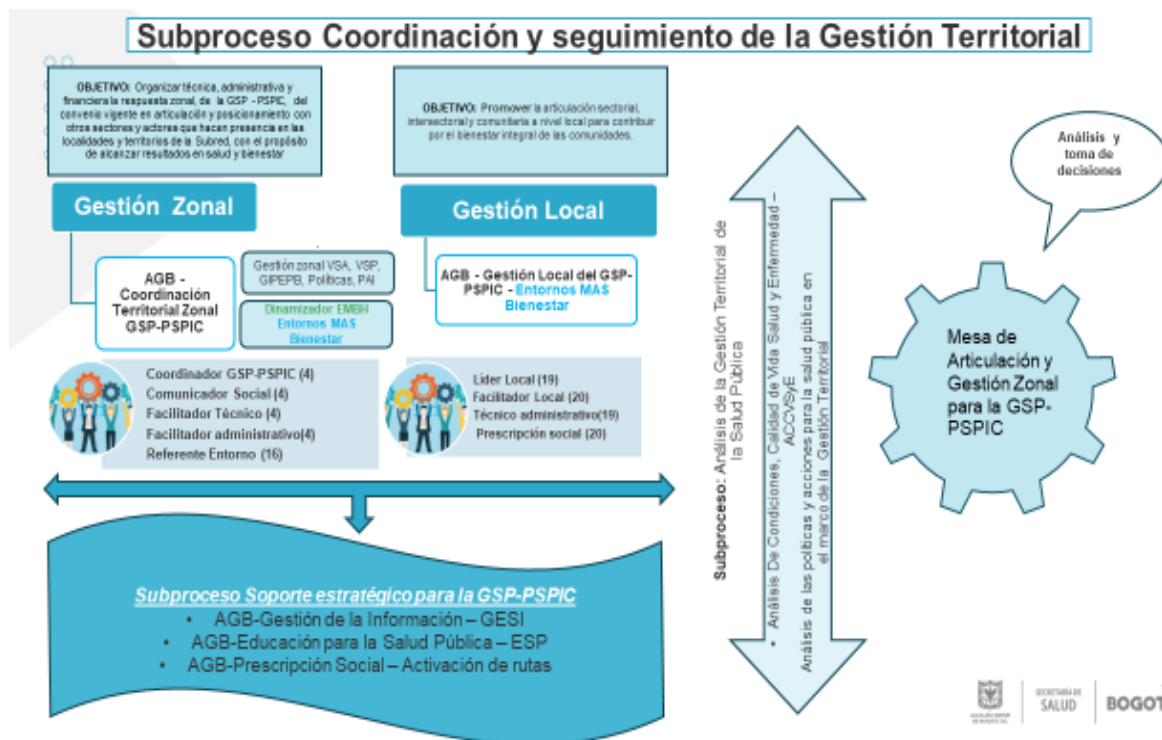 Subproceso Coordinación y seguimiento de la Gestión Territorial
OBJETIVO: Organizar técnica, administrativa y
financiera la respuesta zonal, de la GSP - PSPIC, del
convenio vigente en articulación y posicionamiento con
otros sectores y actores que hacen presencia en las
localidades y territorios de la Subred, con el propósito
de alcanzar resultados en salud y bienestar
Gestión Zonal
AGB -
Coordinación
Territorial Zonal
GSP-PSPIC
Gestión zonal VSA, VSP,
GIPEPB, Políticas, PAI
Dinamizador EMBH
Entornos MAS
Bienestar
Coordinador GSP-PSPIC (4)
Comunicador Social (4)
Facilitador Técnico (4)
Facilitador administrativo(4)
Referente Entorno (16)
OBJETIVO: Promover la articulación sectorial,
intersectorial y comunitaria a nivel local para contribuir
por el bienestar integral de las comunidades.
Gestión Local
AGB - Gestión Local del GSP-
PSPIC - Entornos MAS
Bienestar
Líder Local (19)
Facilitador Local (20)
Técnico administrativo(19)
Prescripción social (20)
Subproceso Soporte estratégico para la GSP-PSPIC
• AGB-Gestión de la Información – GESI
• AGB-Educación para la Salud Pública – ESP
• AGB-Prescripción Social – Activación de rutas
Subproceso: Análisis de la Gestión Territorial de
la Salud Pública
• Análisis De Condiciones, Calidad de Vida Salud y Enfermedad –
ACCVSyE
Análisis de las políticas y acciones para la salud pública en
el marco de la Gestión Territorial
Análisis y
toma de
decisiones
Mesa de
Articulación y
Gestión Zonal
para la GSP-
PSPIC
SECRETARÍA DE
SALUD
BOGOT